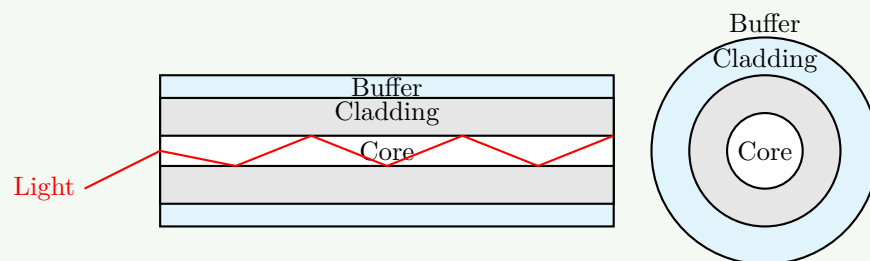 Buffer
Cladding
Core
Light
Buffer
Cladding
Core